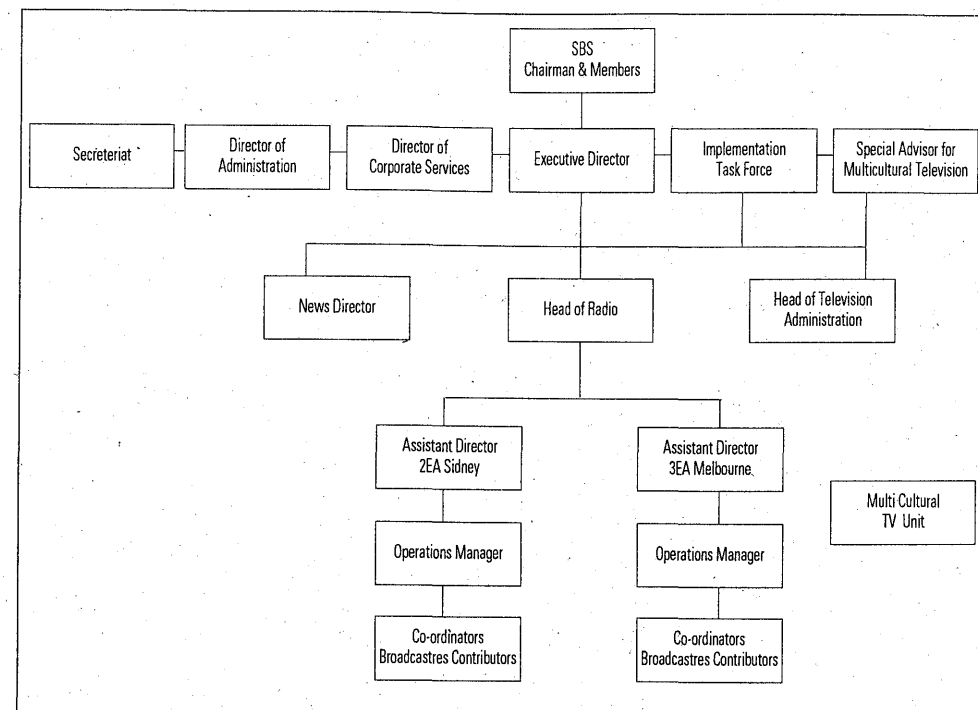 SBS
Chairman & Members
Secreteriat
Director of
Administration
Director of
Corporate Services
Executive Director
Implementation
Task Force
Special Advisor for
Multicultural Television
News Director
Head of Radio
Head of Television
Administration
Assistant Director
2EA Sidney
Assistant Director
3EA Melbourne
Multi Cultural
TV Unit
Operations Manager
Operations Manager
Co-ordinators
Broadcastres Contributors
Co-ordinators
Broadcastres Contributors